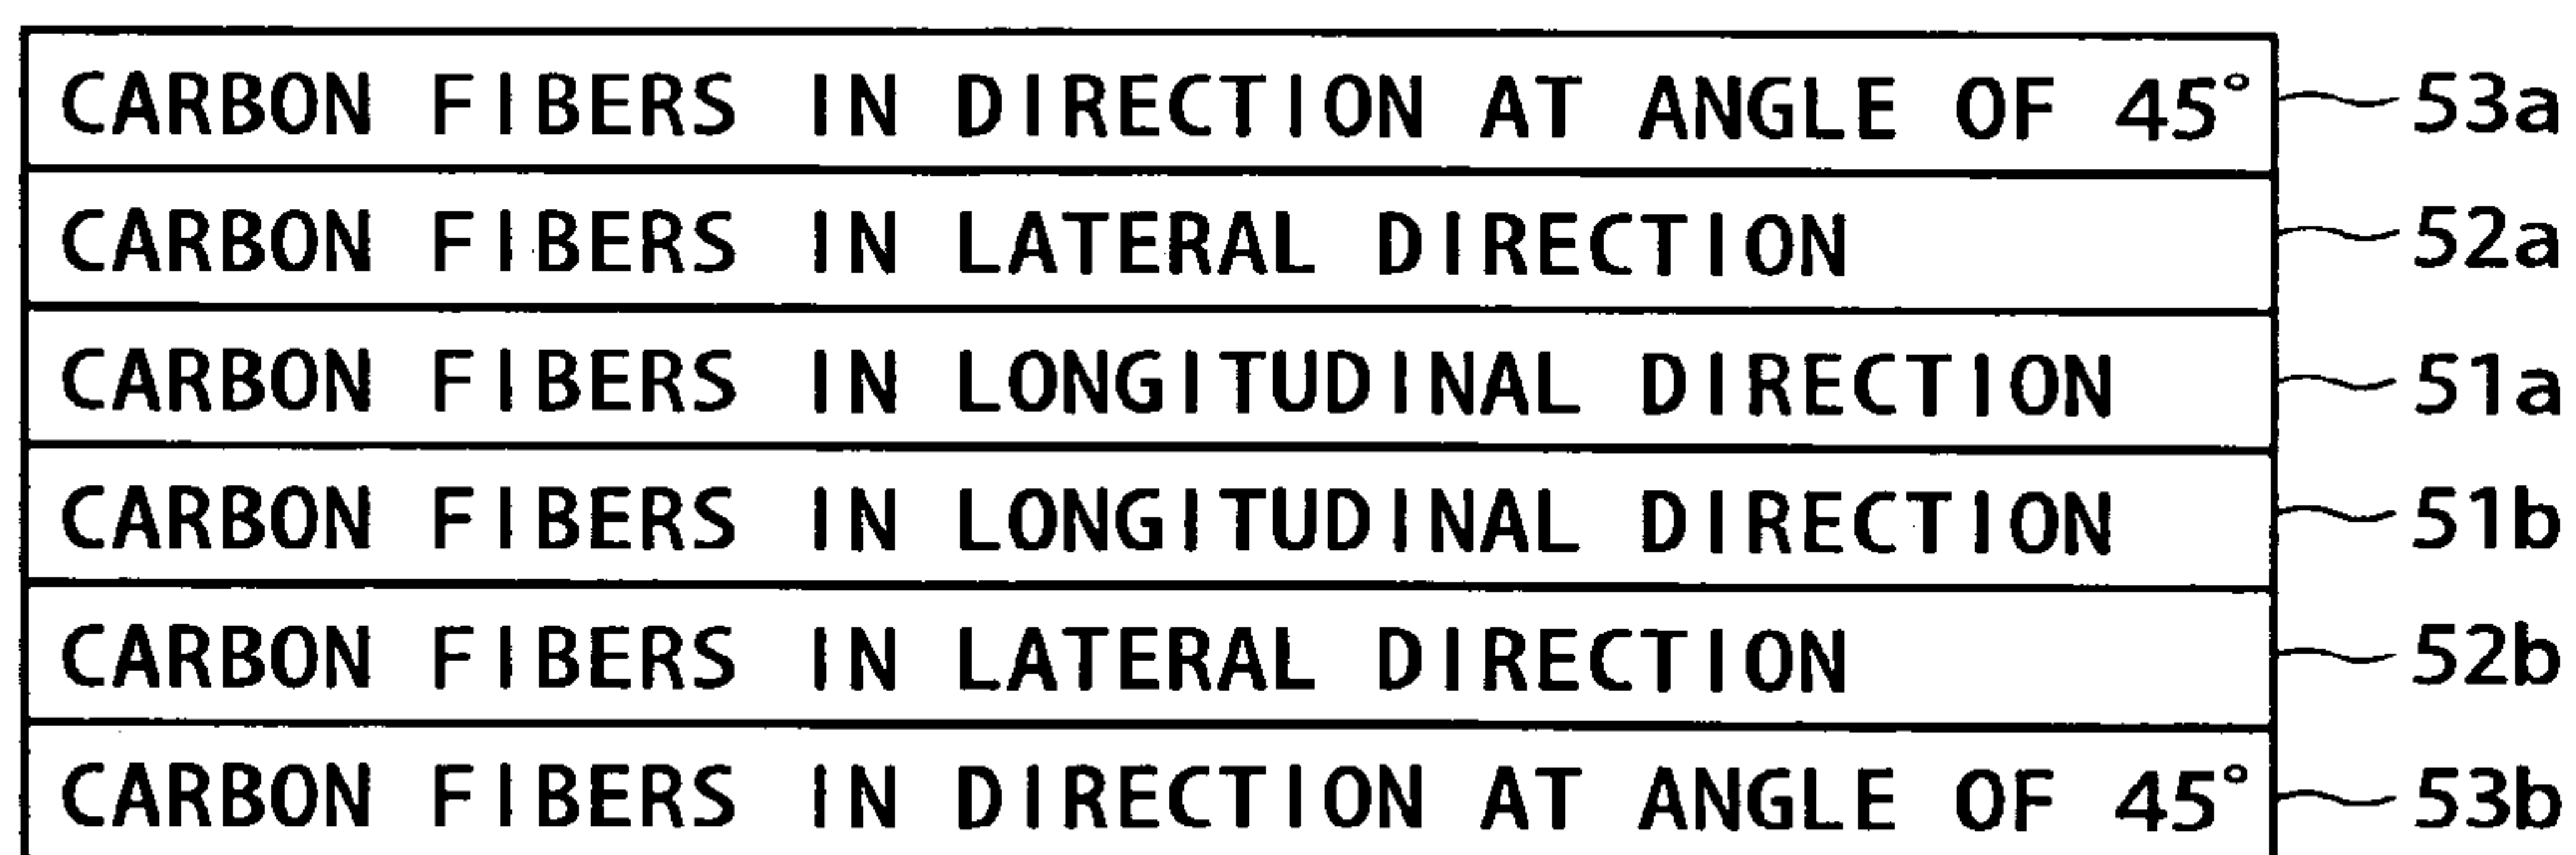 CARBON FIBERS IN DIRECTION AT ANGLE OF 45° 53a
CARBON FIBERS IN LATERAL DIRECTION 52a
CARBON FIBERS IN LONGITUDINAL DIRECTION 51a
CARBON FIBERS IN LONGITUDINAL DIRECTION 51b
CARBON FIBERS IN LATERAL DIRECTION 52b
CARBON FIBERS IN DIRECTION AT ANGLE OF 45° 53b